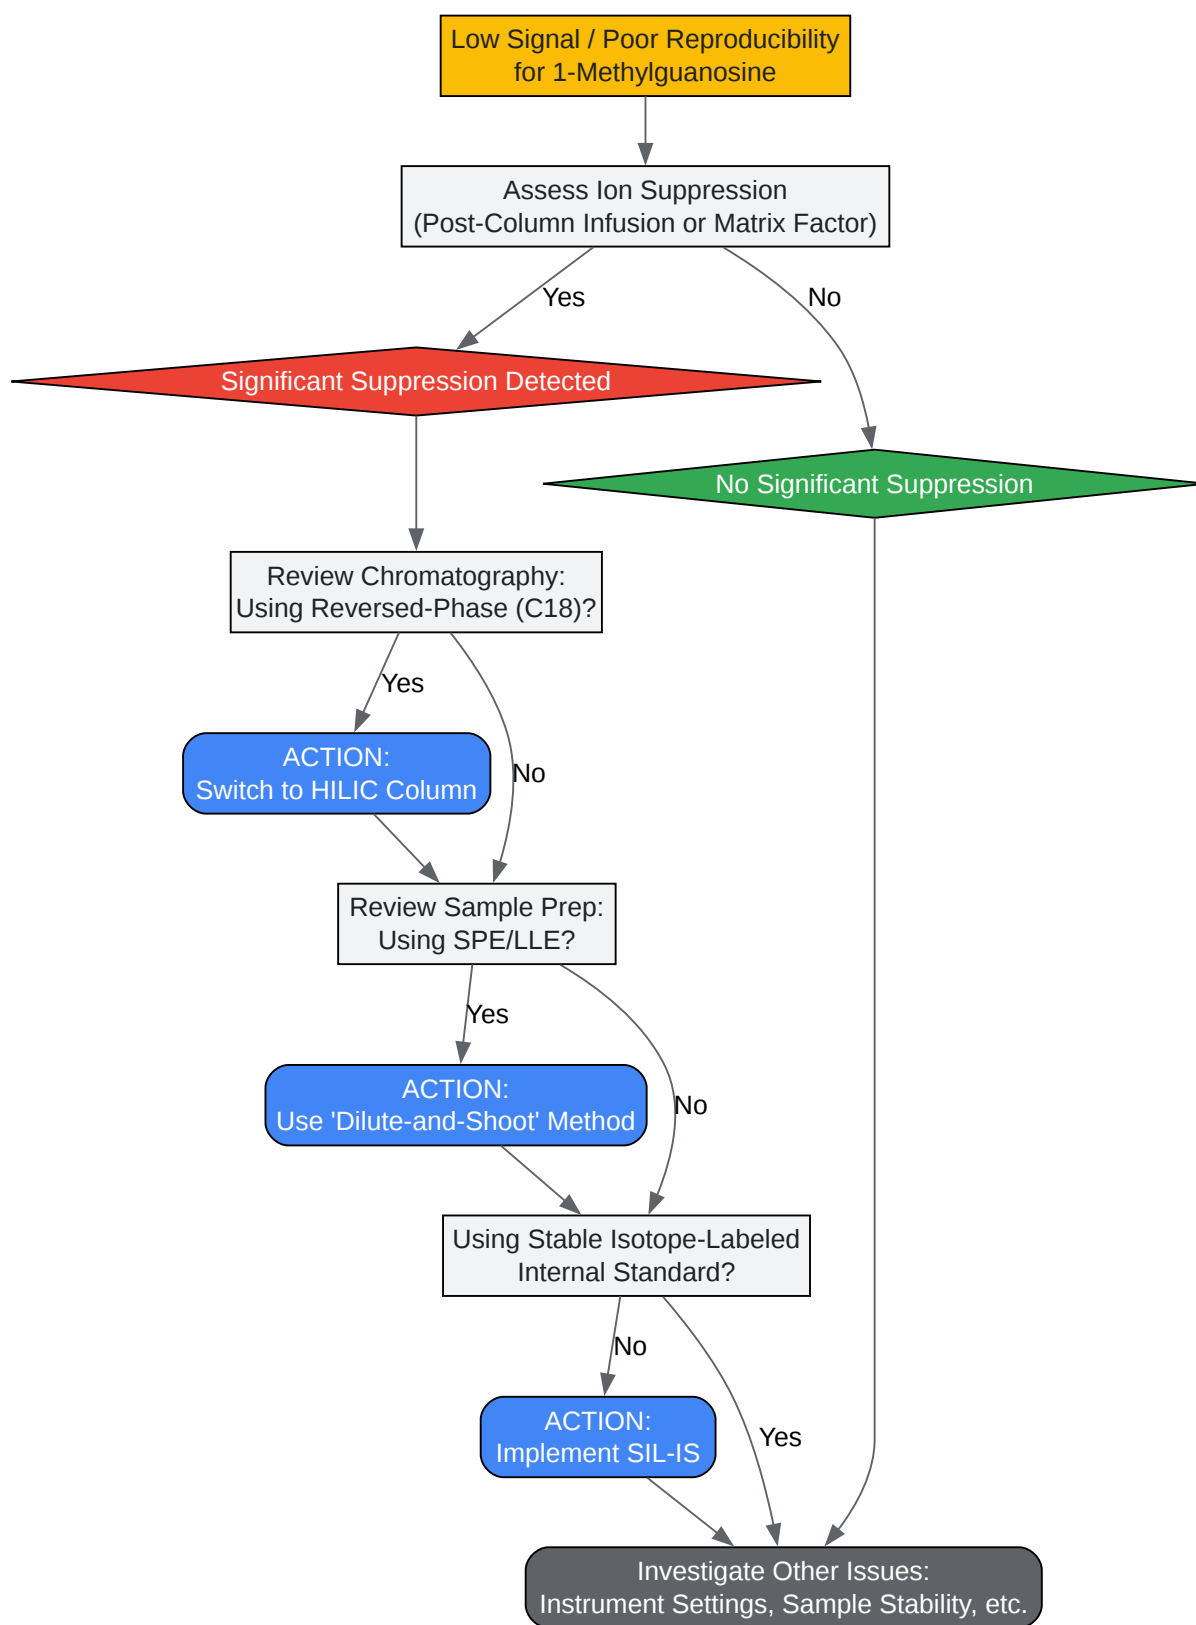 Low Signal / Poor Reproducibility
for 1-Methylguanosine
Assess Ion Suppression
(Post-Column Infusion or Matrix Factor)
Yes
No
Significant Suppression Detected
No Significant Suppression
Review Chromatography:
Using Reversed-Phase (C18)?
Yes
ACTION:
Switch to HILIC Column
No
Review Sample Prep:
Using SPE/LLE?
Yes
ACTION:
Use 'Dilute-and-Shoot' Method
No
Using Stable Isotope-Labeled
Internal Standard?
No
ACTION:
Implement SIL-IS
Yes
Investigate Other Issues:
Instrument Settings, Sample Stability, etc.